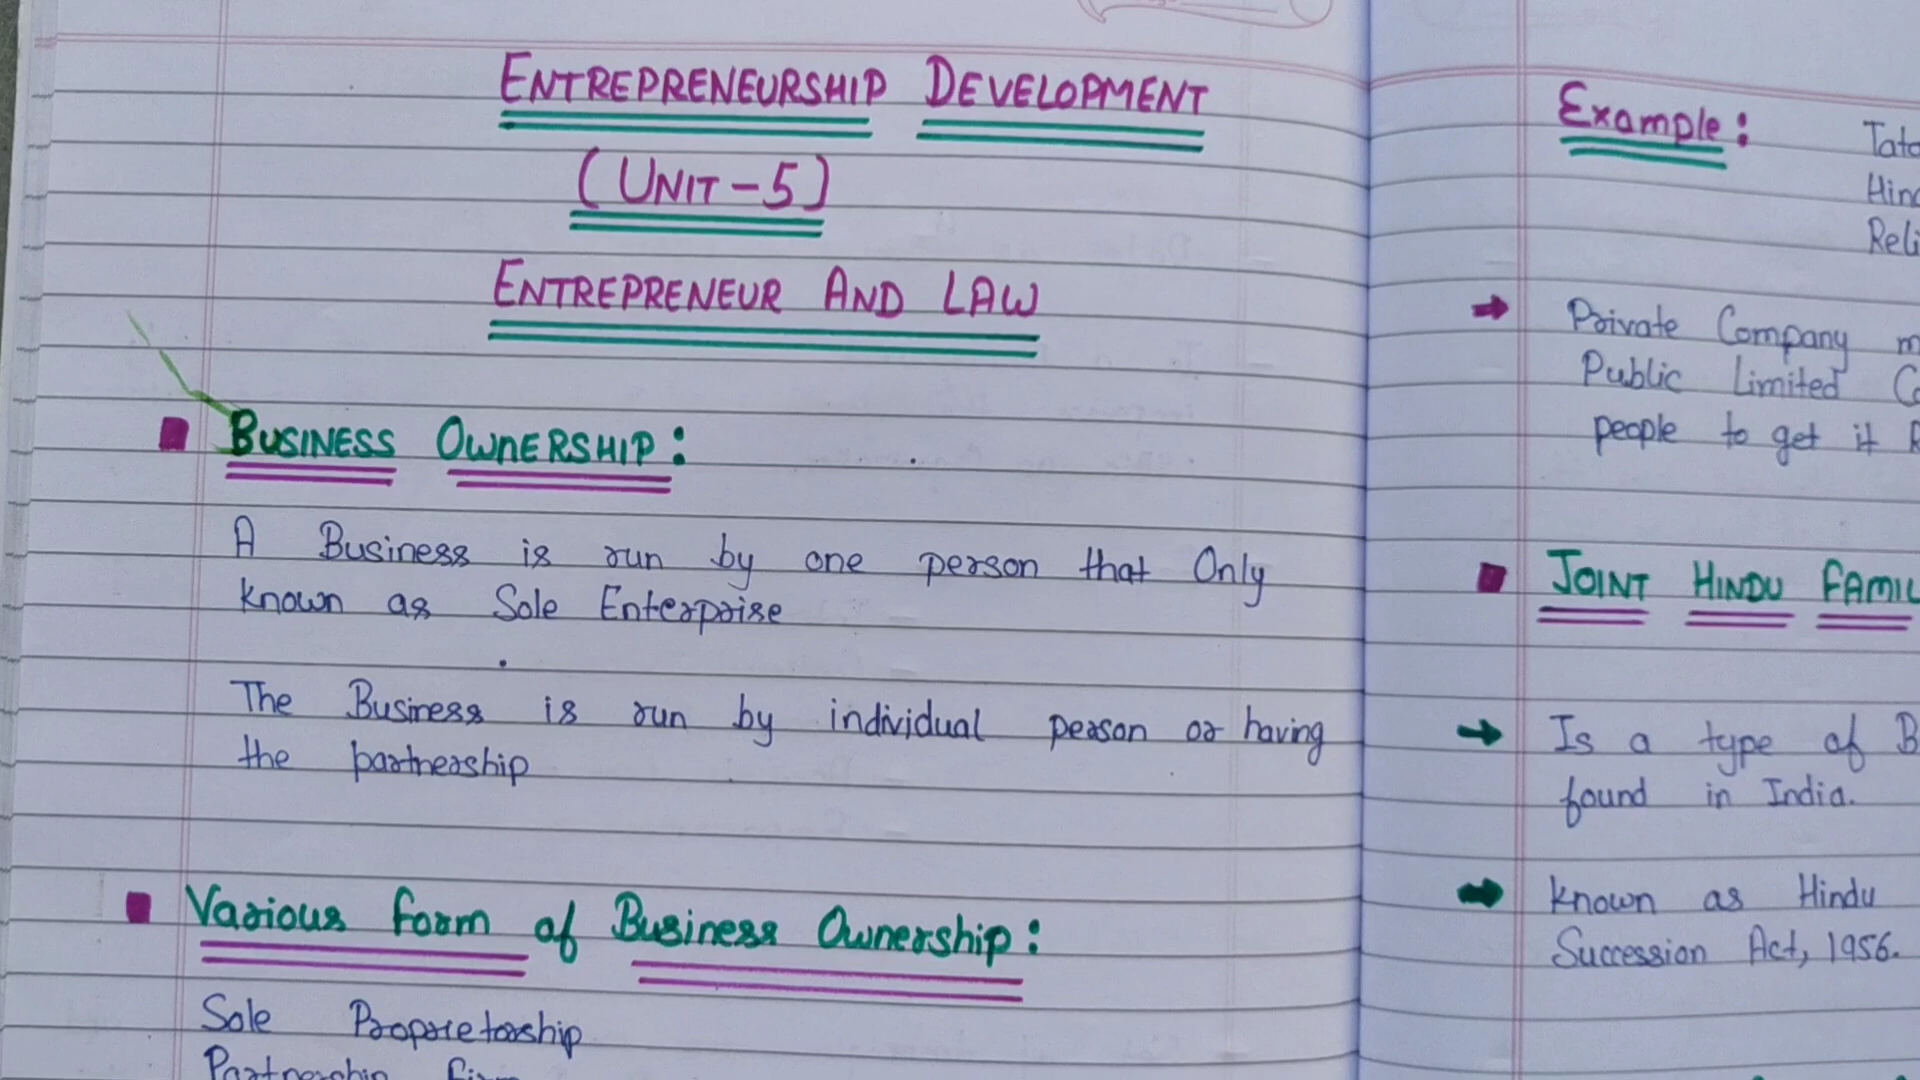 ENTREPRENEURSHIP DEVELOPMENT
(UNIT-5)
ENTREPRENEUR AND LAW
BUSINESS OWNERSHIP:
A Business is run by one person that Only
known as Sole Enterprise
The Business is run by individual person or having
the partnership
Various form of Business Ownership:
Sole Propretorship
Partnership
Example:
Private Company
Public Limited
people to get it
JOINT HINDU
Is a type of
found in India.
known as Hindu
Succession Act, 1956.